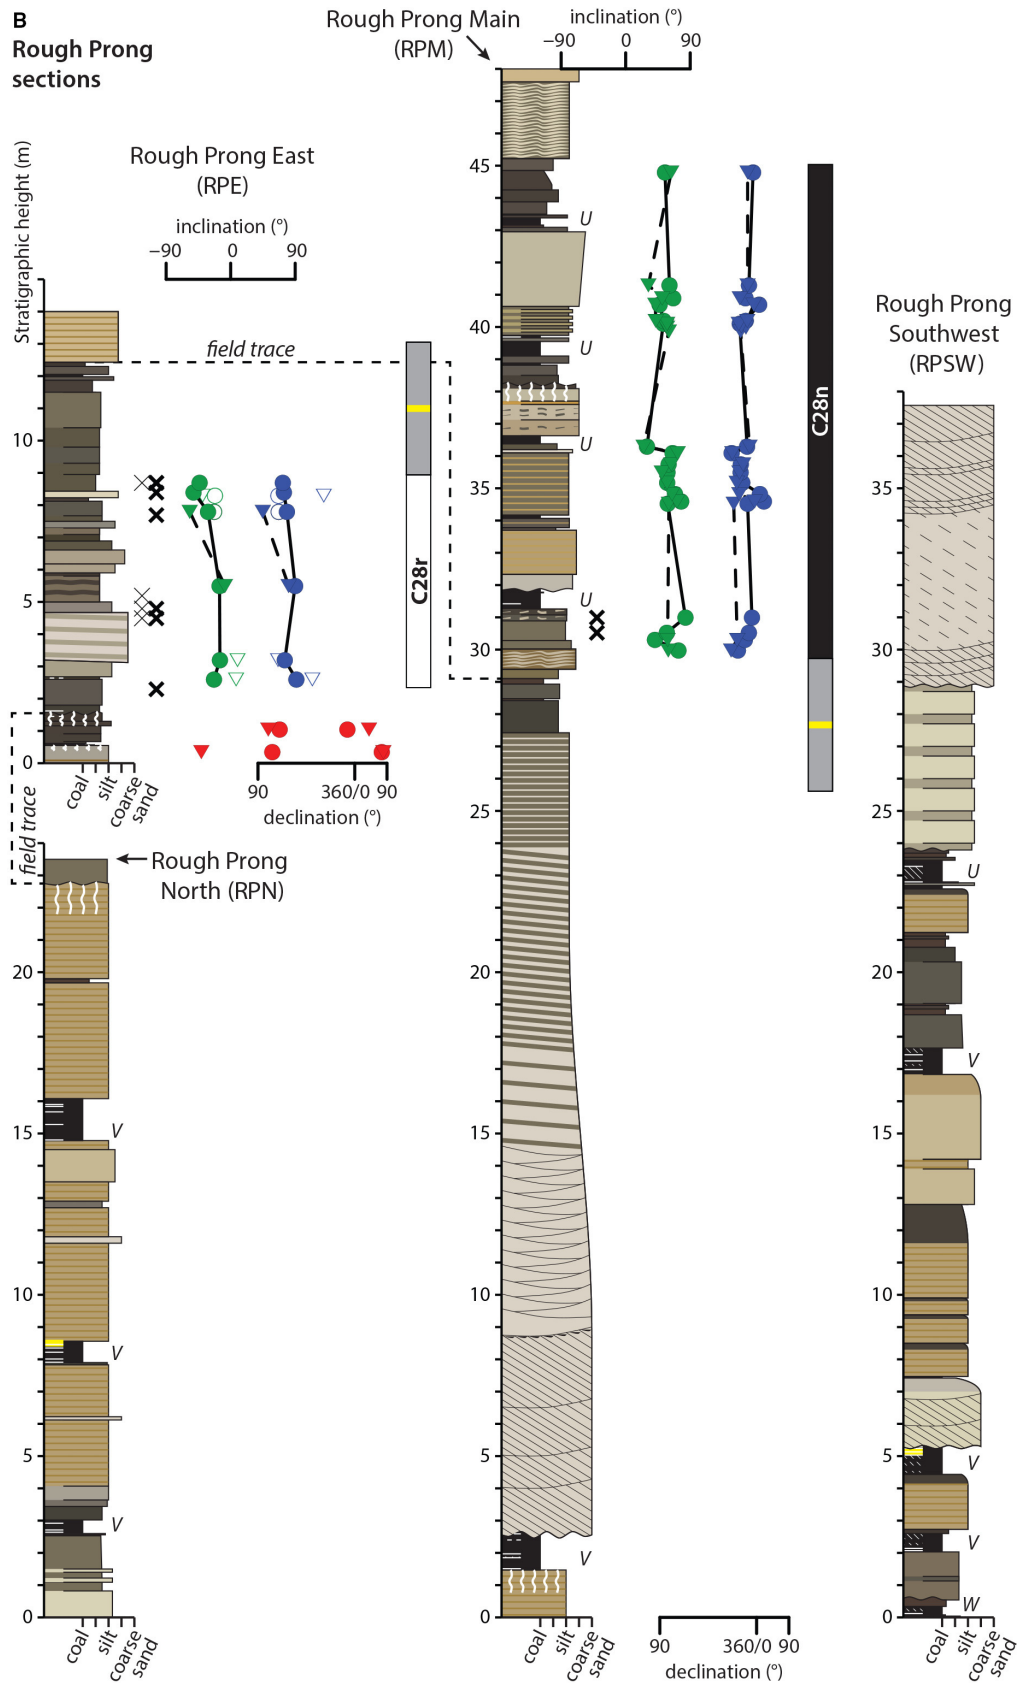 B
Rough Prong
sections
Rough Prong Main
(RPM)
inclination (°)
−90 0 90
Stratigraphic height (m)
Rough Prong East
(RPE)
inclination (°)
−90 0 90
field trace
10
5
0
C28r
coal
silt
coarse
sand
90 360/0 90
declination (°)
field trace
Rough Prong
North (RPN)
20
15
10
5
0
V
V
V
coal
silt
coarse
sand
45
40
35
30
25
20
15
10
5
0
U
U
U
U
V
C28n
coal
silt
coarse
sand
90 360/0 90
declination (°)
Rough Prong
Southwest
(RPSW)
35
30
25
20
15
10
5
0
U
V
V
V
W
coal
silt
coarse
sand